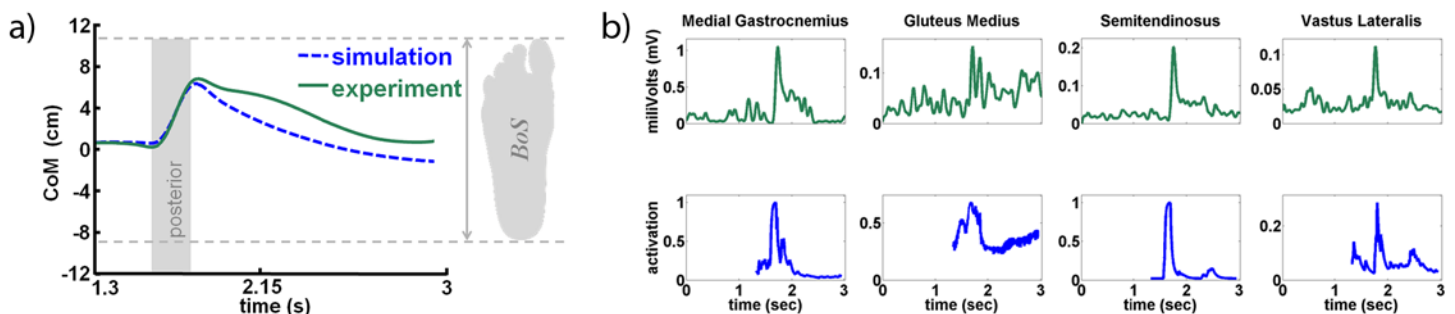 a)
12
8
4
0
-4
-8
-12
CoM (cm)
simulation
experiment
posterior
BoS
1.3
2.15
3
time (s)
b)
Medial Gastrocnemius
Gluteus Medius
Semitendinosus
Vastus Lateralis
miliVolts (mV)
1
0.5
0
0.1
0
0.2
0.1
0
0.1
0.05
0
activation
1
0.5
0
0.5
0
1
0.5
0
0.2
0
0 1 2 3
0 1 2 3
0 1 2 3
0 1 2 3
time (sec)
time (sec)
time (sec)
time (sec)